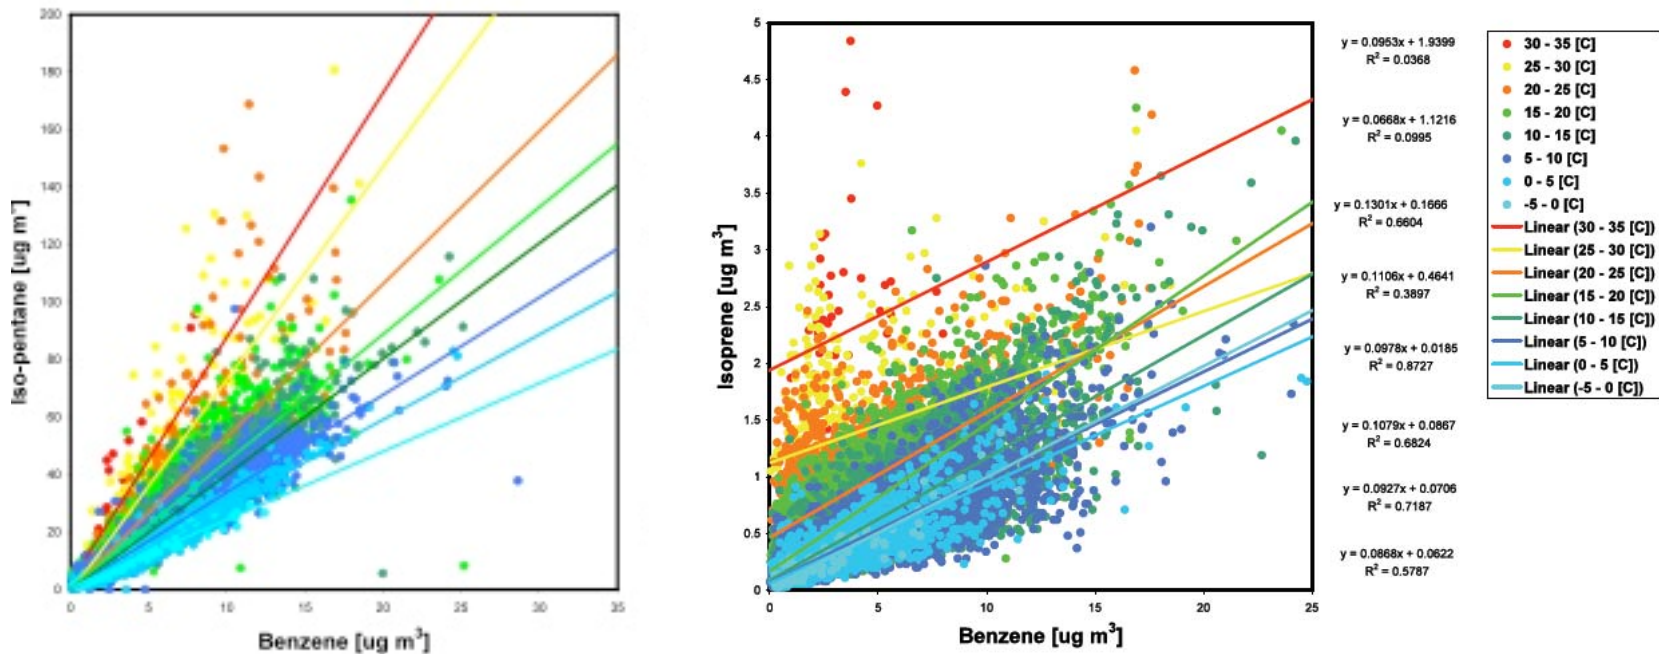 200
180
160
140
120
100
80
60
40
20
0
0 5 10 15 20 25 30 35
Iso-pentane [ug m
Benzene [ug m³]
5
4.5
4
3.5
3
2.5
2
1.5
1
0.5
0
0 5 10 15 20 25
Isoprene [ug m³]
Benzene [ug m³]
y = 0.0953x + 1.9399
R² = 0.0368
y = 0.0668x + 1.1216
R² = 0.0995
y = 0.1301x + 0.1666
R² = 0.6604
y = 0.1106x + 0.4641
R² = 0.3897
y = 0.0978x + 0.0185
R² = 0.8727
y = 0.1079x + 0.0867
R² = 0.6824
y = 0.0927x + 0.0706
R² = 0.7187
y = 0.0868x + 0.0622
R² = 0.5787
30 - 35 [C]
25 - 30 [C]
20 - 25 [C]
15 - 20 [C]
10 - 15 [C]
5 - 10 [C]
0 - 5 [C]
-5 - 0 [C]
Linear (30 - 35 [C])
Linear (25 - 30 [C])
Linear (20 - 25 [C])
Linear (15 - 20 [C])
Linear (10 - 15 [C])
Linear (5 - 10 [C])
Linear (0 - 5 [C])
Linear (-5 - 0 [C])